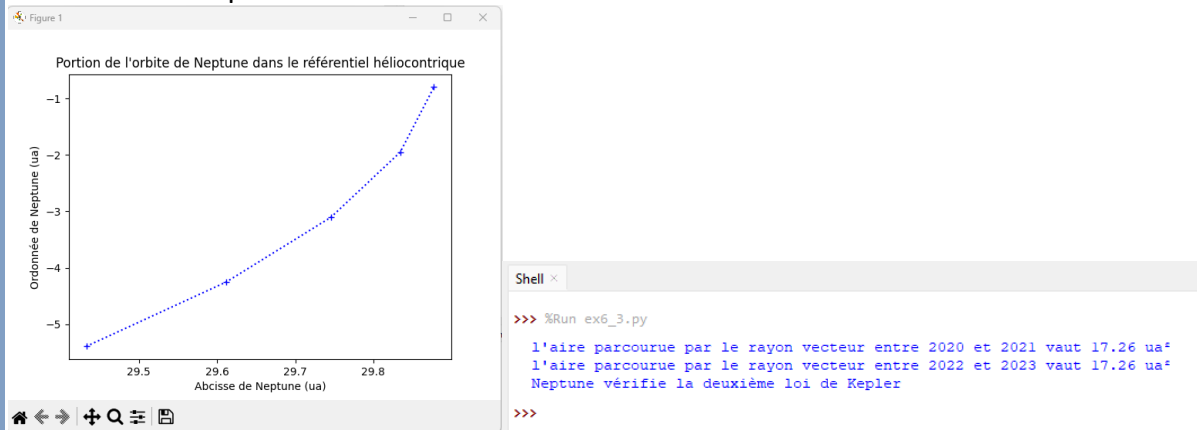 Figure 1
Portion de l'orbite de Neptune dans le référentiel héliocontrique
−1
−2
−3
−4
−5
Ordonnée de Neptune (ua)
29.5 29.6 29.7 29.8
Abcisse de Neptune (ua)
Shell ×
>>> %Run ex6_3.py
l'aire parcourue par le rayon vecteur entre 2020 et 2021 vaut 17.26 ua²
l'aire parcourue par le rayon vecteur entre 2022 et 2023 vaut 17.26 ua²
Neptune vérifie la deuxième loi de Kepler
>>>